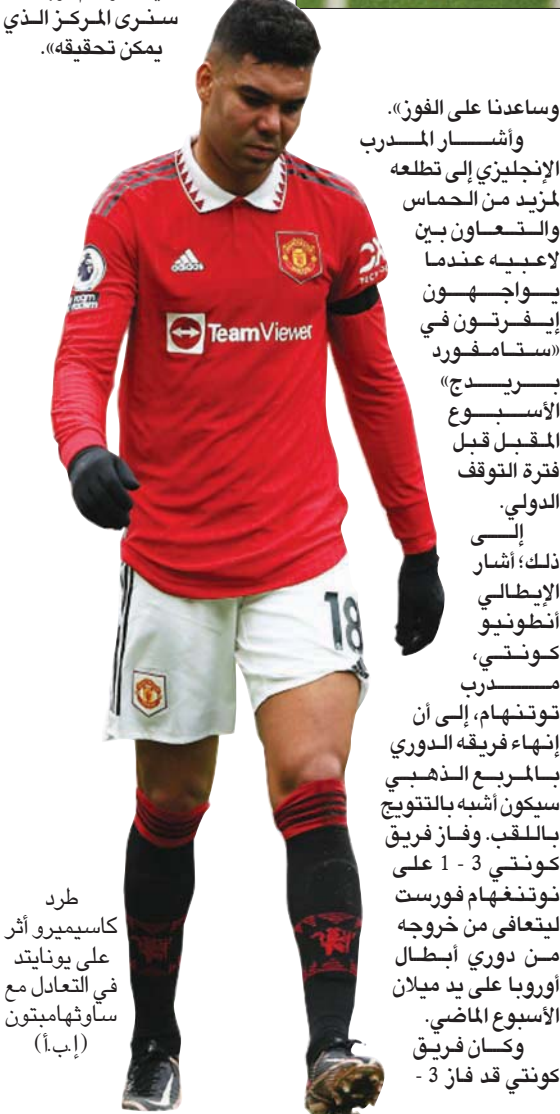 سنرى المركز الذي
يمكن تحقيقه».
وساعدنا على الفوز».
وأشار المدرب
الإنجليزي إلى تطلعه
لمزيد من الحماس
والتعاون بين
لاعبيه عندما
يواجهون
إيفرتون في
«ستامفورد
بريدج»
الأسبوع
المقبل قبل
فترة التوقف
الدولي.
إلى
ذلك؛ أشار
الإيطالي
أنطونيو
كونتي،
مدرب
توتنهام، إلى أن
إنهاء فريقه الدوري
بالمربع الذهبي
سيكون أشبه بالتتويج
باللقب. وفاز فريق
كونتي 3 - 1 على
نوتنغهام فورست
ليتعافى من خروجه
من دوري أبطال
أوروبا على يد ميلان
الأسبوع الماضي.
وكان فريق
كونتي قد فاز 3 -
adidas
TeamViewer
18
طرد
كاسيميرو أثر
على يونايتد
في التعادل مع
ساوثهامبتون
(إ.ب.أ)